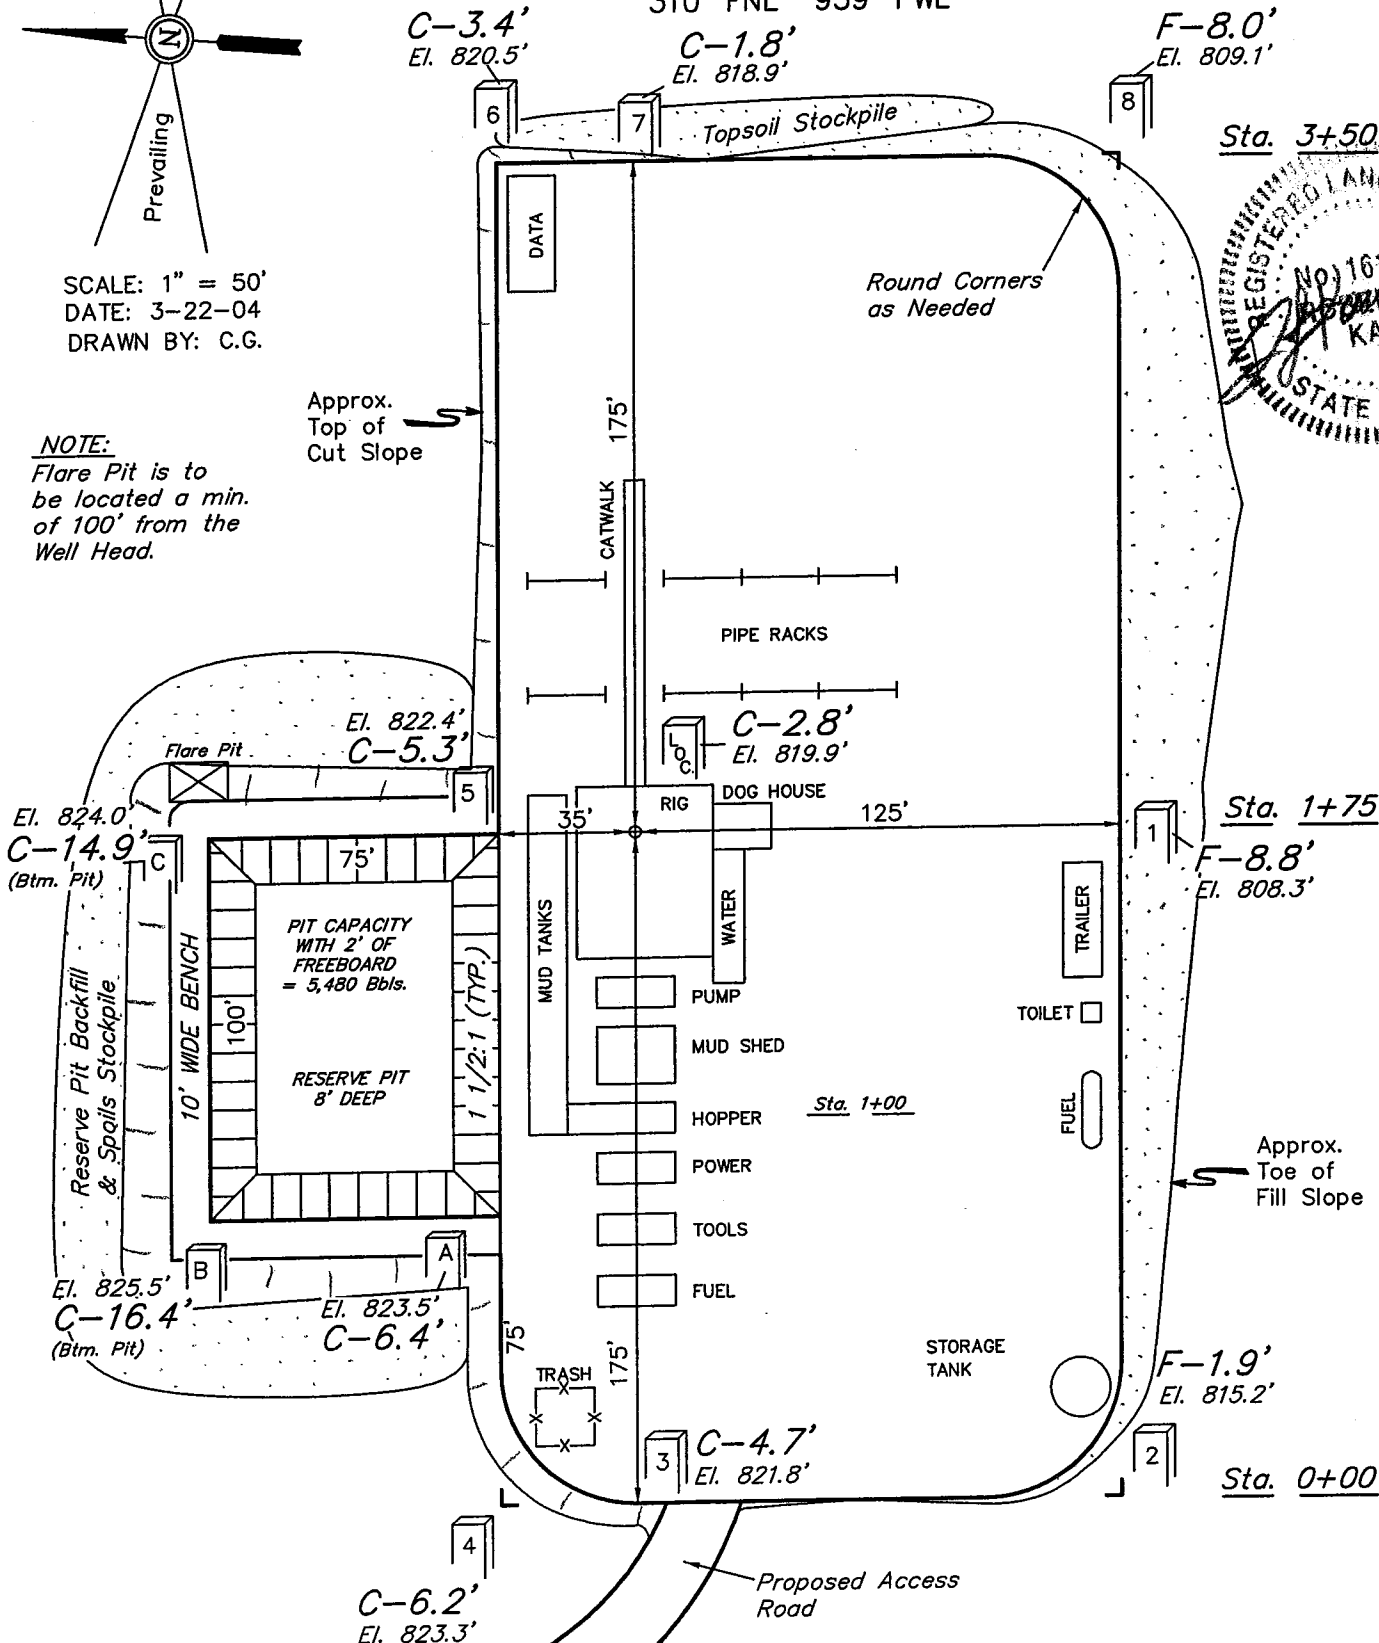 310' FNL 959' FWL
C-3.4'
El. 820.5'
C-1.8'
El. 818.9'
F-8.0'
El. 809.1'
N
6
7
8
Topsoil Stockpile
Sta. 3+50
Prevailing
DATA
REGISTERED LAN
STATE
SCALE: 1" = 50'
DATE: 3-22-04
DRAWN BY: C.G.
Round Corners
as Needed
Approx.
Top of
Cut Slope
175'
NOTE:
Flare Pit is to
be located a min.
of 100' from the
Well Head.
CATWALK
PIPE RACKS
El. 822.4'
C-5.3'
Flare Pit
5
LOC.
C-2.8'
El. 819.9'
RIG
DOG HOUSE
35'
125'
1
Sta. 1+75
F-8.8'
El. 808.3'
El. 824.0'
C-14.9'
(Btm. Pit)
C
75'
PIT CAPACITY
WITH 2' OF
FREEBOARD
= 5,480 Bbls.
RESERVE PIT
8' DEEP
100'
1 1/2:1 (TYP.)
10' WIDE BENCH
Reserve Pit Backfill
& Spoils Stockpile
MUD TANKS
WATER
TRAILER
PUMP
TOILET
MUD SHED
HOPPER
Sta. 1+00
FUEL
POWER
TOOLS
FUEL
Approx.
Toe of
Fill Slope
B
A
El. 825.5'
C-16.4'
(Btm. Pit)
El. 823.5'
C-6.4'
75'
175'
TRASH
STORAGE
TANK
F-1.9'
El. 815.2'
2
3
C-4.7'
El. 821.8'
Sta. 0+00
4
C-6.2'
El. 823.3'
Proposed Access
Road